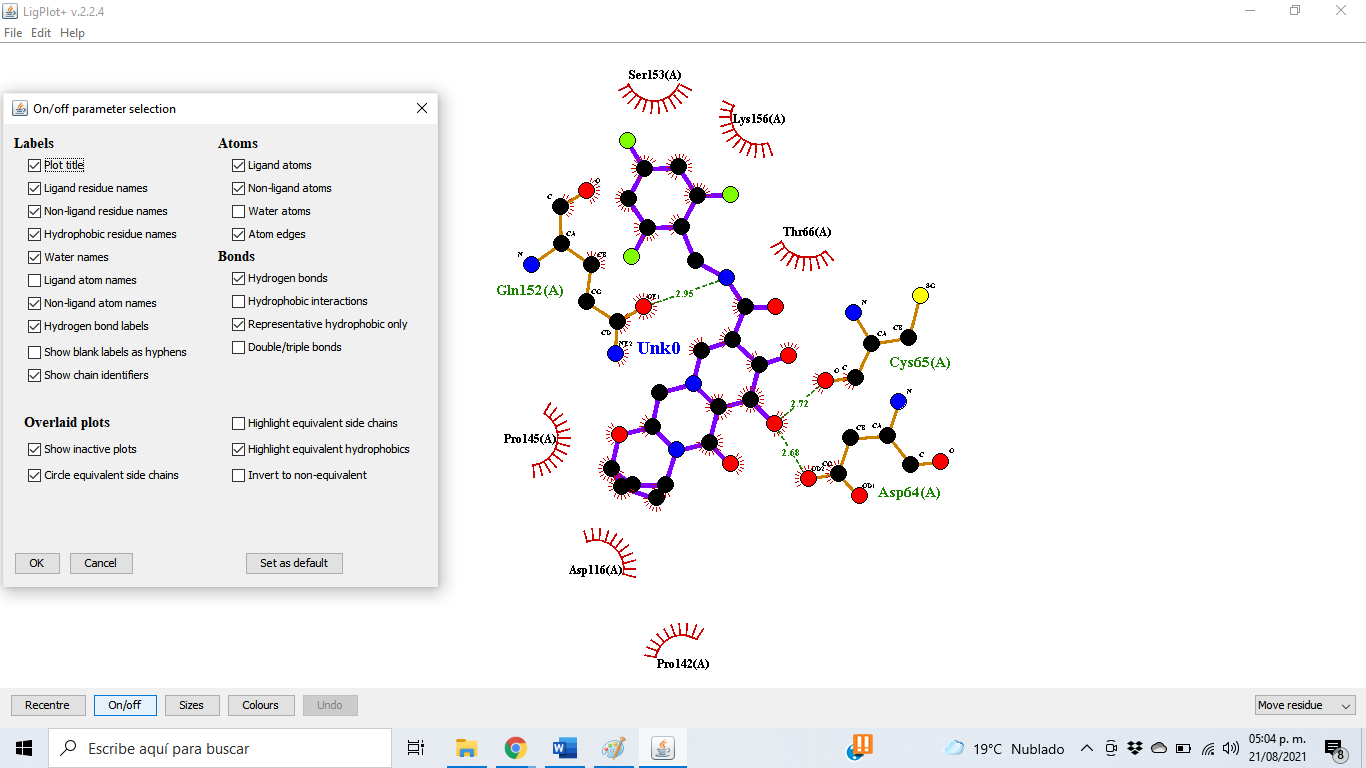 LigPlot+ v.2.2.4
File Edit Help
On/off parameter selection
Labels
Plot title
Ligand residue names
Non-ligand residue names
Hydrophobic residue names
Water names
Ligand atom names
Non-ligand atom names
Hydrogen bond labels
Show blank labels as hyphens
Show chain identifiers
Atoms
Ligand atoms
Non-ligand atoms
Water atoms
Atom edges
Bonds
Hydrogen bonds
Hydrophobic interactions
Representative hydrophobic only
Double/triple bonds
Overlaid plots
Show inactive plots
Circle equivalent side chains
Highlight equivalent side chains
Highlight equivalent hydrophobics
Invert to non-equivalent
OK Cancel Set as default
Ser153(A)
Lys156(A)
Thr66(A)
O
C
CA
N
CB
CG
OE1
CD
NE2
Gln152(A)
2.95
Unk0
SG
N
CA
CB
O
C
Cys65(A)
2.72
2.68
N
CB
CA
C
O
OD2
CG
OD1
Asp64(A)
Pro145(A)
Asp116(A)
Pro142(A)
Recentre On/off Sizes Colours Undo Move residue
Escribe aquí para buscar
19°C Nublado
05:04 p. m.
21/08/2021
8